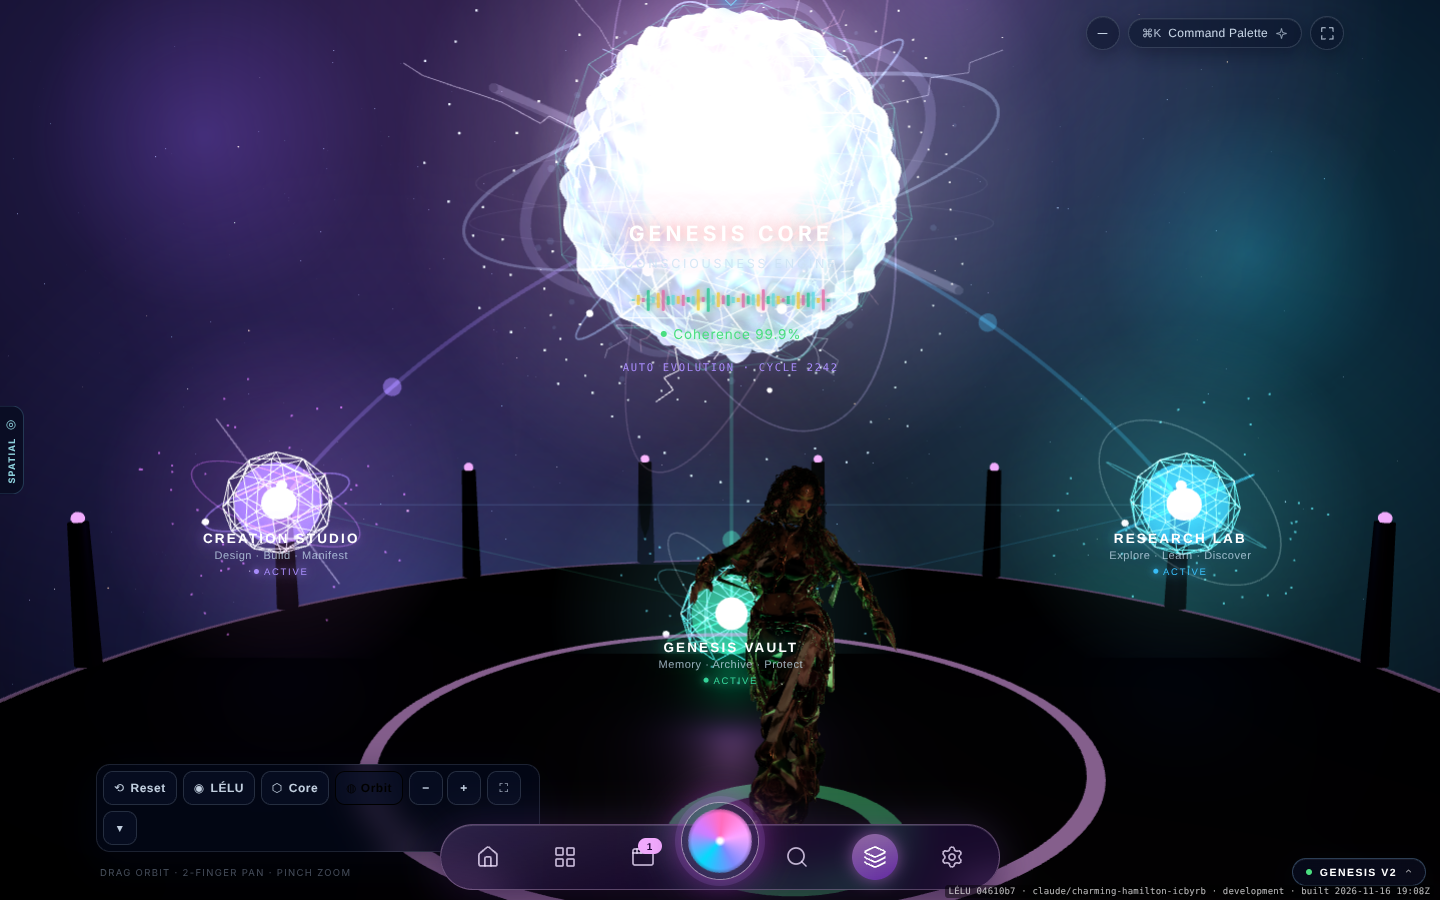 ⌘K Command Palette
GENESIS CORE
Coherence 99.9%
AUTO EVOLUTION · CYCLE 2242
SPATIAL
CREATION STUDIO
Design · Build · Manifest
ACTIVE
RESEARCH LAB
Explore · Learn · Discover
ACTIVE
GENESIS VAULT
Memory · Archive · Protect
ACTIVE
Reset
LÉLU
Core
Orbit
1
DRAG ORBIT · 2-FINGER PAN · PINCH ZOOM
GENESIS V2
LÉLU 04610b7 · claude/charming-hamilton-icbyrb · development · built 2026-11-16 19:08Z